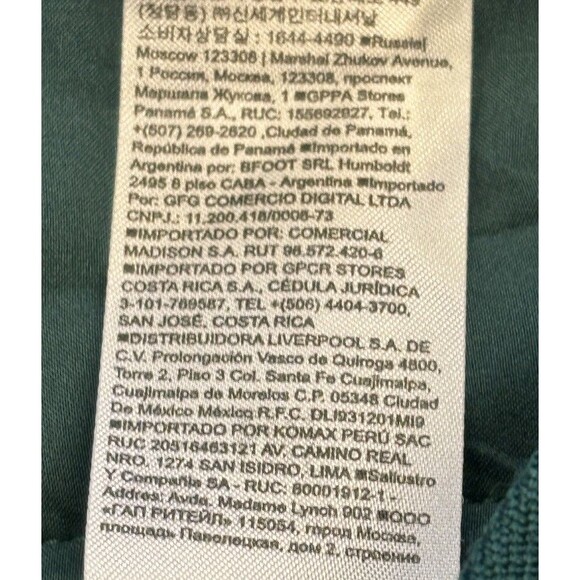 (청담동) ㈜신세계인터내셔날
소비자상담실 : 1644-4490 ■Russia|
Moscow 123308 | Marshal Zhukov Avenue,
1 Россия, Москва, 123308, проспект
Маршала Жукова, 1 ■GPPA Stores
Panamá S.A., RUC: 155692927, Tel.:
+(507) 269-2620 ,Ciudad de Panamá,
República de Panamá ■Importado en
Argentina por: BFOOT SRL Humboldt
2495 8 piso CABA - Argentina ■Importado
Por: GFG COMERCIO DIGITAL LTDA
CNPJ.: 11.200.418/0006-73
■IMPORTADO POR: COMERCIAL
MADISON S.A. RUT 96.572.420-6
■IMPORTADO POR GPCR STORES
COSTA RICA S.A., CÉDULA JURÍDICA
3-101-769587, TEL +(506) 4404-3700,
SAN JOSÉ, COSTA RICA
■DISTRIBUIDORA LIVERPOOL S.A. DE
C.V. Prolongación Vasco de Quiroga 4800,
Torre 2, Piso 3 Col. Santa Fe Cuajimalpa,
Cuajimalpa de Morelos C.P. 05348 Ciudad
De México México R.F.C. DLI931201MI9
■IMPORTADO POR KOMAX PERÚ SAC
RUC 20516463121 AV. CAMINO REAL
NRO. 1274 SAN ISIDRO, LIMA ■Sallustro
Y Compañia SA - RUC: 80001912-1 -
Addres: Avda. Madame Lynch 902 ■ООО
«ГАП РИТЕЙЛ» 115054, город Москва,
площадь Павелецкая, дом 2, строение